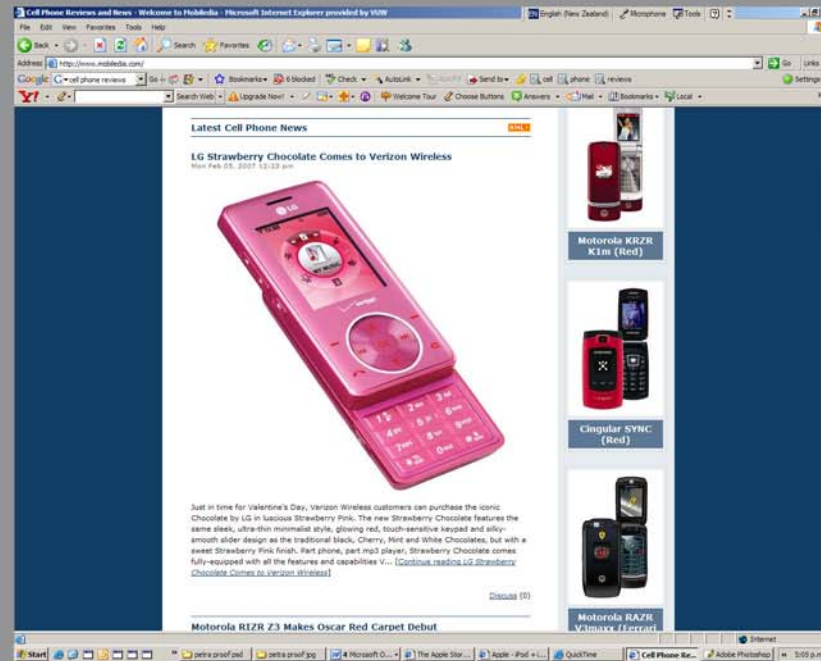 Cell Phone Reviews and News - Welcome to Mobiledia - Microsoft Internet Explorer provided by VUW
EN English (New Zealand) Microphone Tools
File Edit View Favorites Tools Help
Back Search Favorites
Address http://www.mobiledia.com/ Go Links
Google cell phone reviews Go Bookmarks 6 blocked Check AutoLink Send to cell phone reviews Settings
Y! Search Web Upgrade Now! Welcome Tour Choose Buttons Answers Mail Bookmarks Local
Latest Cell Phone News XML
LG Strawberry Chocolate Comes to Verizon Wireless
Mon Feb 05, 2007 12:23 pm
LG
MY MUSIC
verizon
Motorola KRZR
K1m (Red)
Cingular SYNC
(Red)
Just in time for Valentine's Day, Verizon Wireless customers can purchase the iconic
Chocolate by LG in luscious Strawberry Pink. The new Strawberry Chocolate features the
same sleek, ultra-thin minimalist style, glowing red, touch-sensitive keypad and silky-
smooth slider design as the traditional black, Cherry, Mint and White Chocolates, but with a
sweet Strawberry Pink finish. Part phone, part mp3 player, Strawberry Chocolate comes
fully-equipped with all the features and capabilities V... [Continue reading LG Strawberry
Chocolate Comes to Verizon Wireless]
Discuss (0)
Motorola RAZR
V3maxx (Ferrari
Motorola RIZR Z3 Makes Oscar Red Carpet Debut
Internet
Start petra proof psd petra proof jpg 4 Microsoft O... The Apple Stor... Apple - iPod + i... QuickTime Cell Phone Re... Adobe Photoshop 5:05 p.m.